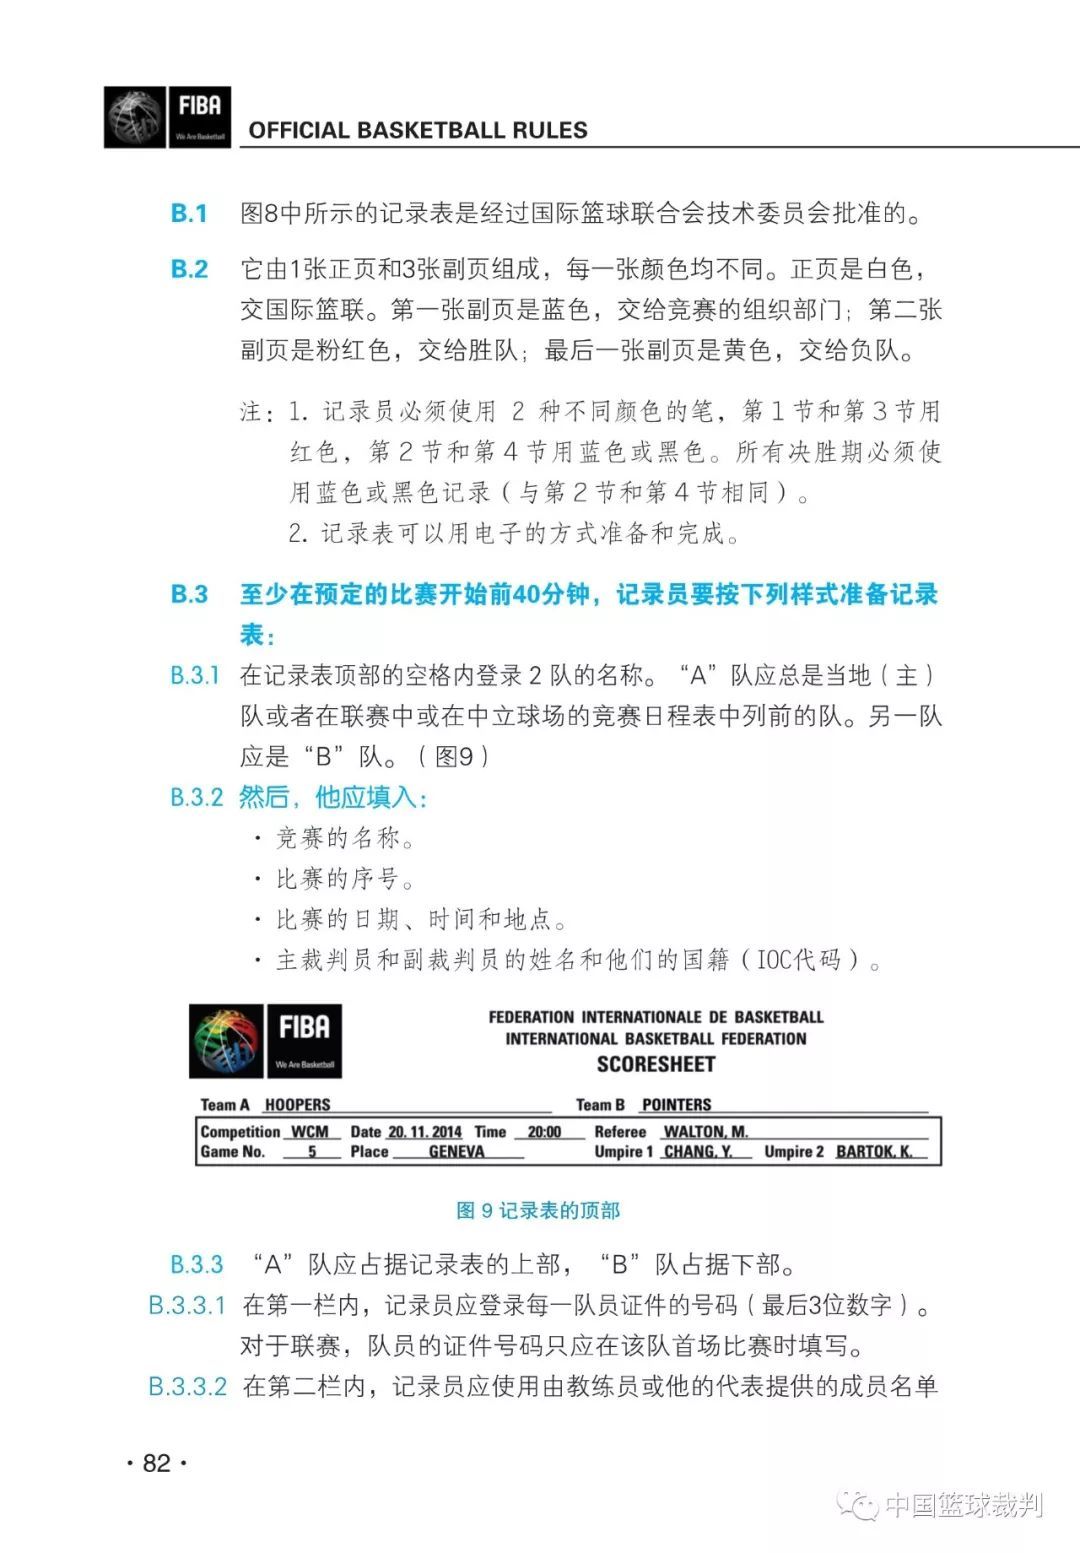 FIBA
We Are Basketball
OFFICIAL BASKETBALL RULES
B.1 图8中所示的记录表是经过国际篮球联合会技术委员会批准的。
B.2 它由1张正页和3张副页组成，每一张颜色均不同。正页是白色，
交国际篮联。第一张副页是蓝色，交给竞赛的组织部门；第二张
副页是粉红色，交给胜队；最后一张副页是黄色，交给负队。
注：1. 记录员必须使用 2 种不同颜色的笔，第１节和第３节用
红色，第２节和第４节用蓝色或黑色。所有决胜期必须使
用蓝色或黑色记录（与第２节和第４节相同）。
2. 记录表可以用电子的方式准备和完成。
B.3 至少在预定的比赛开始前40分钟，记录员要按下列样式准备记录
表：
B.3.1 在记录表顶部的空格内登录 2 队的名称。“A”队应总是当地（主）
队或者在联赛中或在中立球场的竞赛日程表中列前的队。另一队
应是“B”队。（图9）
B.3.2 然后，他应填入：
· 竞赛的名称。
· 比赛的序号。
· 比赛的日期、时间和地点。
· 主裁判员和副裁判员的姓名和他们的国籍（IOC代码）。
FIBA
We Are Basketball
FEDERATION INTERNATIONALE DE BASKETBALL
INTERNATIONAL BASKETBALL FEDERATION
SCORESHEET
Team A HOOPERS Team B POINTERS
Competition WCM Date 20. 11. 2014 Time 20:00 Referee WALTON, M.
Game No. 5 Place GENEVA Umpire 1 CHANG, Y. Umpire 2 BARTOK, K.
图 9 记录表的顶部
B.3.3 “A”队应占据记录表的上部，“B”队占据下部。
B.3.3.1 在第一栏内，记录员应登录每一队员证件的号码（最后3位数字）。
对于联赛，队员的证件号码只应在该队首场比赛时填写。
B.3.3.2 在第二栏内，记录员应使用由教练员或他的代表提供的成员名单
· 82 ·
中国篮球裁判